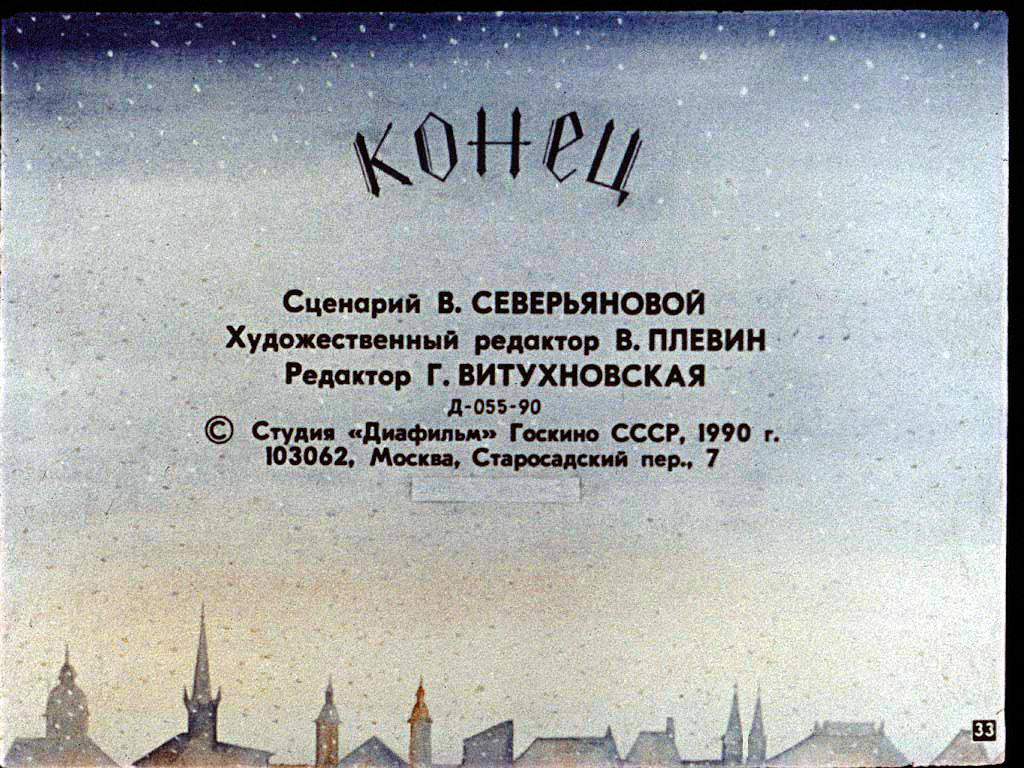 Конец
Сценарий В. СЕВЕРЬЯНОВОЙ
Художественный редактор В. ПЛЕВИН
Редактор Г. ВИТУХНОВСКАЯ
Д-055-90
© Студия «Диафильм» Госкино СССР, 1990 г.
103062, Москва, Старосадский пер., 7
33